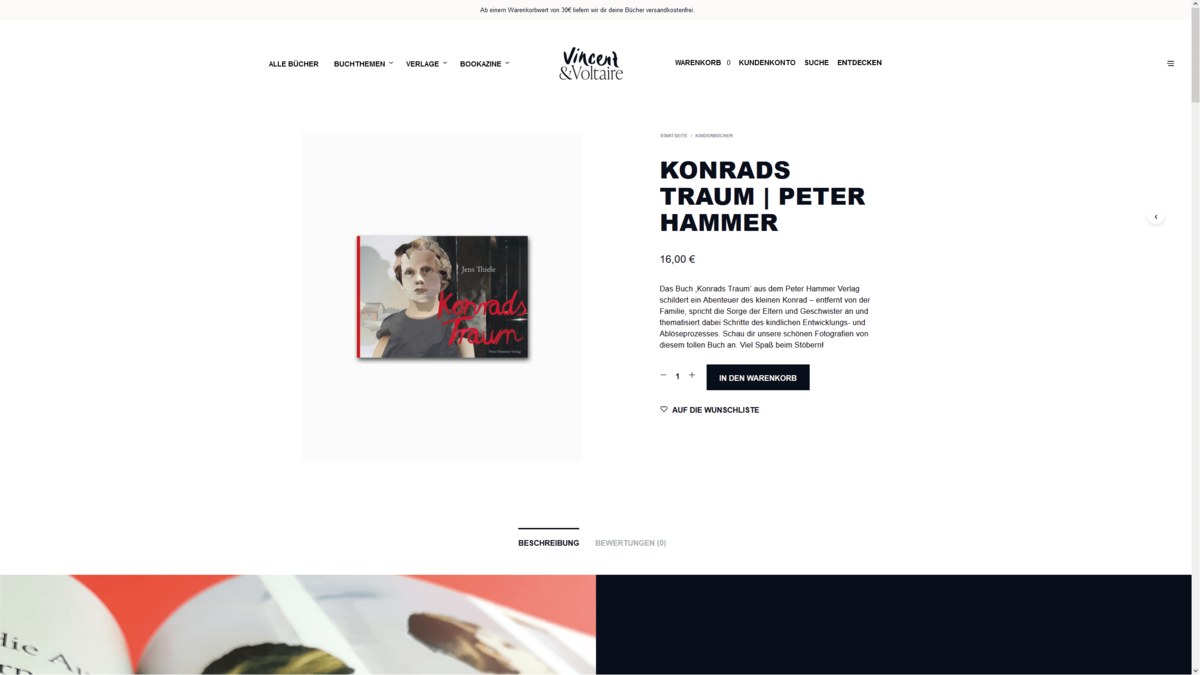 Ab einem Warenkorbwert von 30€ liefern wir dir deine Bücher versandkostenfrei.
ALLE BÜCHER BUCHTHEMEN VERLAGE BOOKAZINE
Vincent
&Voltaire
WARENKORB 0 KUNDENKONTO SUCHE ENTDECKEN
STARTSEITE / KINDERBÜCHER
KONRADS
TRAUM | PETER
HAMMER
16,00 €
Das Buch ‚Konrads Traum' aus dem Peter Hammer Verlag
schildert ein Abenteuer des kleinen Konrad – entfernt von der
Familie, spricht die Sorge der Eltern und Geschwister an und
thematisiert dabei Schritte des kindlichen Entwicklungs- und
Ablöseprozesses. Schau dir unsere schönen Fotografien von
diesem tollen Buch an. Viel Spaß beim Stöbern!
− 1 +
IN DEN WARENKORB
AUF DIE WUNSCHLISTE
Jens Thiele
Konrads
Traum
Peter Hammer Verlag
BESCHREIBUNG BEWERTUNGEN (0)
die Au